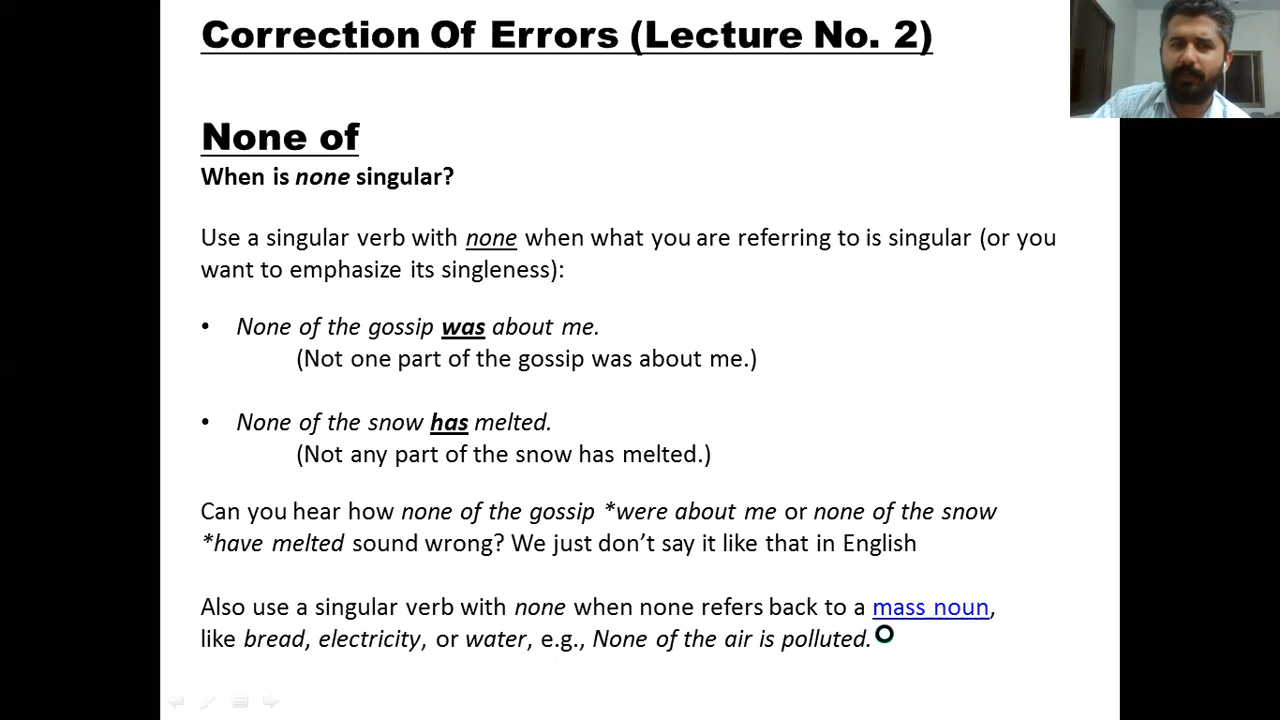 Correction Of Errors (Lecture No. 2)
None of
When is none singular?
Use a singular verb with none when what you are referring to is singular (or you
want to emphasize its singleness):
• None of the gossip was about me.
(Not one part of the gossip was about me.)
• None of the snow has melted.
(Not any part of the snow has melted.)
Can you hear how none of the gossip *were about me or none of the snow
*have melted sound wrong? We just don’t say it like that in English
Also use a singular verb with none when none refers back to a mass noun,
like bread, electricity, or water, e.g., None of the air is polluted.